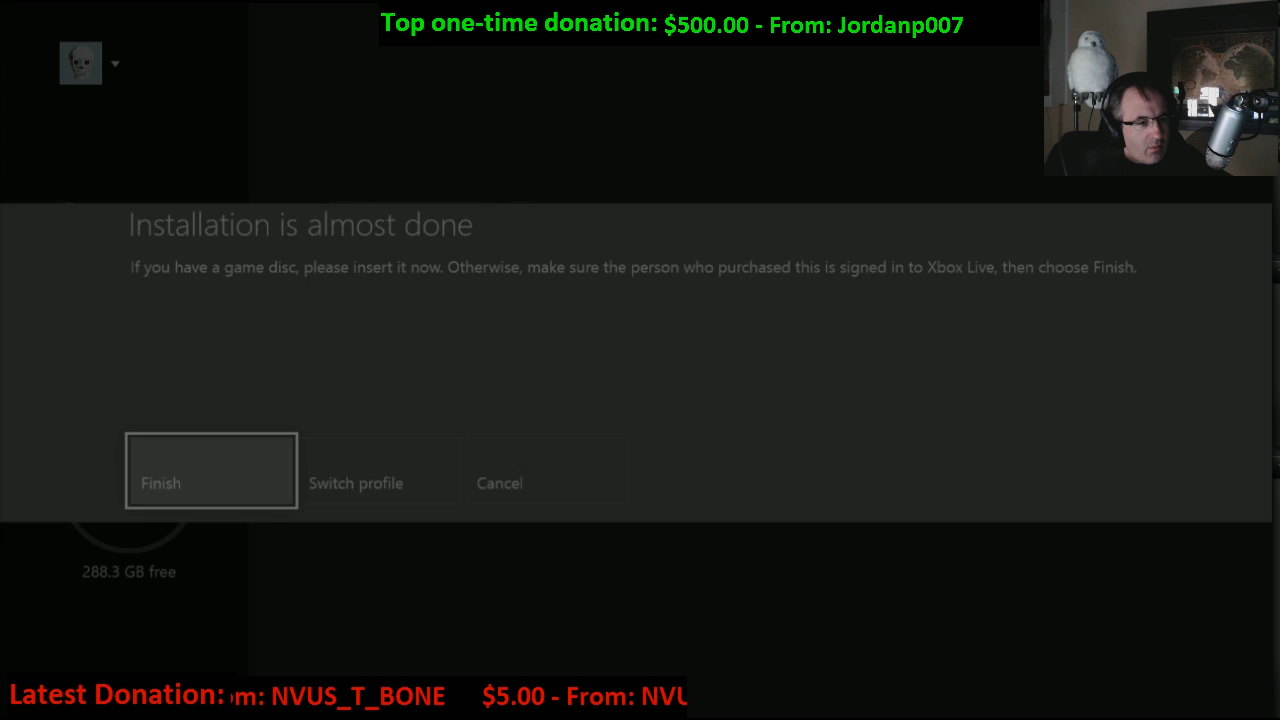 Top one-time donation: $500.00 - From: Jordanp007
Installation is almost done
If you have a game disc, please insert it now. Otherwise, make sure the person who purchased this is signed in to Xbox Live, then choose Finish.
Finish Switch profile Cancel
288.3 GB free
Latest Donation: om: NVUS_T_BONE $5.00 - From: NVU